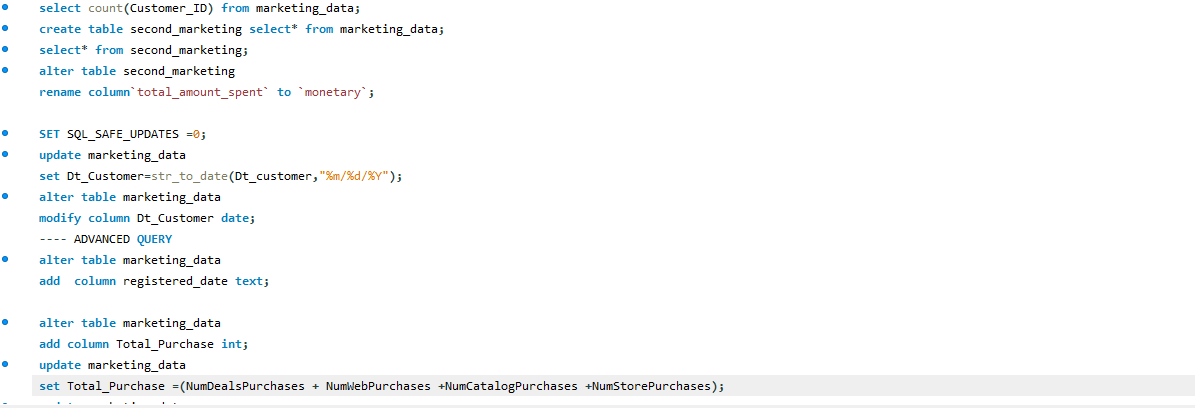 select count(Customer_ID) from marketing_data;
create table second_marketing select* from marketing_data;
select* from second_marketing;
alter table second_marketing
rename column`total_amount_spent` to `monetary`;
SET SQL_SAFE_UPDATES =0;
update marketing_data
set Dt_Customer=str_to_date(Dt_customer,"%m/%d/%Y");
alter table marketing_data
modify column Dt_Customer date;
---- ADVANCED QUERY
alter table marketing_data
add  column registered_date text;
alter table marketing_data
add column Total_Purchase int;
update marketing_data
set Total_Purchase =(NumDealsPurchases + NumWebPurchases +NumCatalogPurchases +NumStorePurchases);